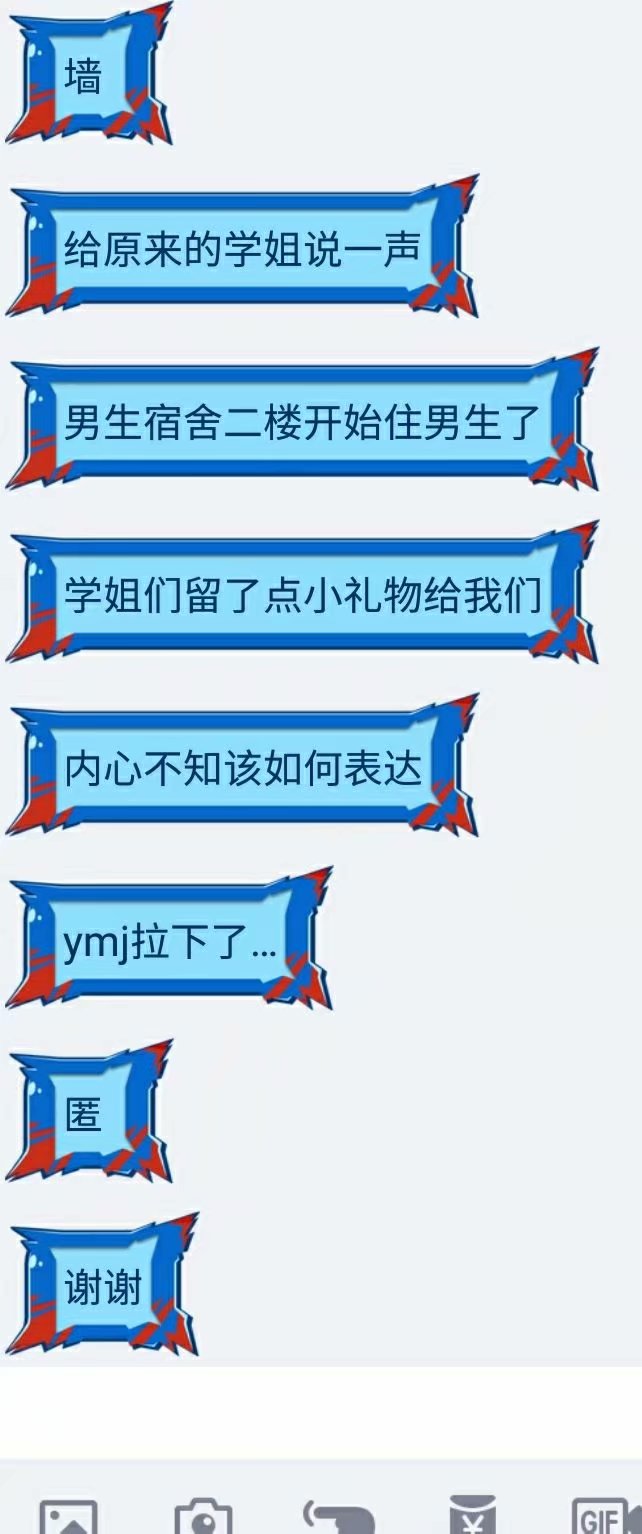 墙
给原来的学姐说一声
男生宿舍二楼开始住男生了
学姐们留了点小礼物给我们
内心不知该如何表达
ymj拉下了...
匿
谢谢
GIF